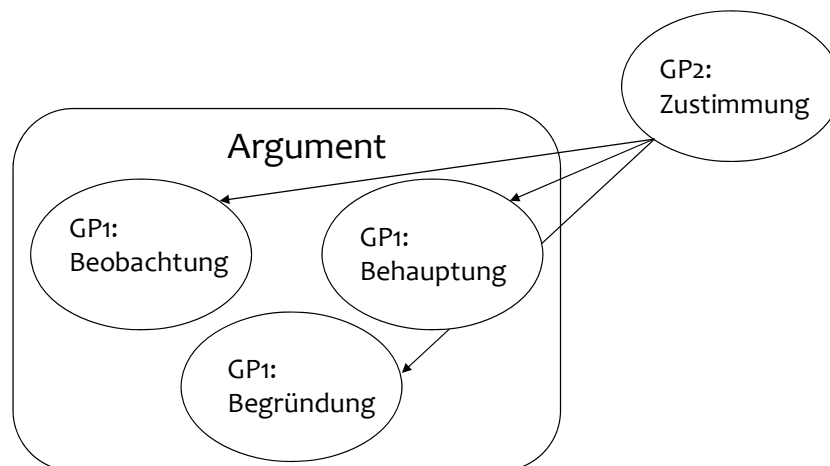 GP2:
Zustimmung
Argument
GP1:
Beobachtung
GP1:
Behauptung
GP1:
Begründung